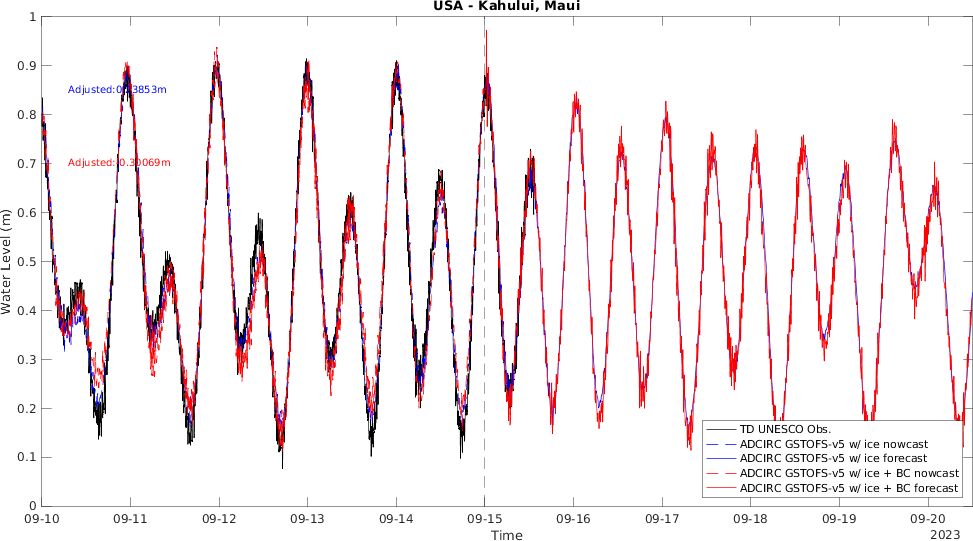 USA - Kahului, Maui
1
0.9
0.8
0.7
0.6
0.5
0.4
0.3
0.2
0.1
0
Water Level (m)
Adjusted: 3853m
Adjusted: 0.30069m
TD UNESCO Obs.
ADCIRC GSTOFS-v5 w/ ice nowcast
ADCIRC GSTOFS-v5 w/ ice forecast
ADCIRC GSTOFS-v5 w/ ice + BC nowcast
ADCIRC GSTOFS-v5 w/ ice + BC forecast
09-10 09-11 09-12 09-13 09-14 09-15 09-16 09-17 09-18 09-19 09-20
Time
2023